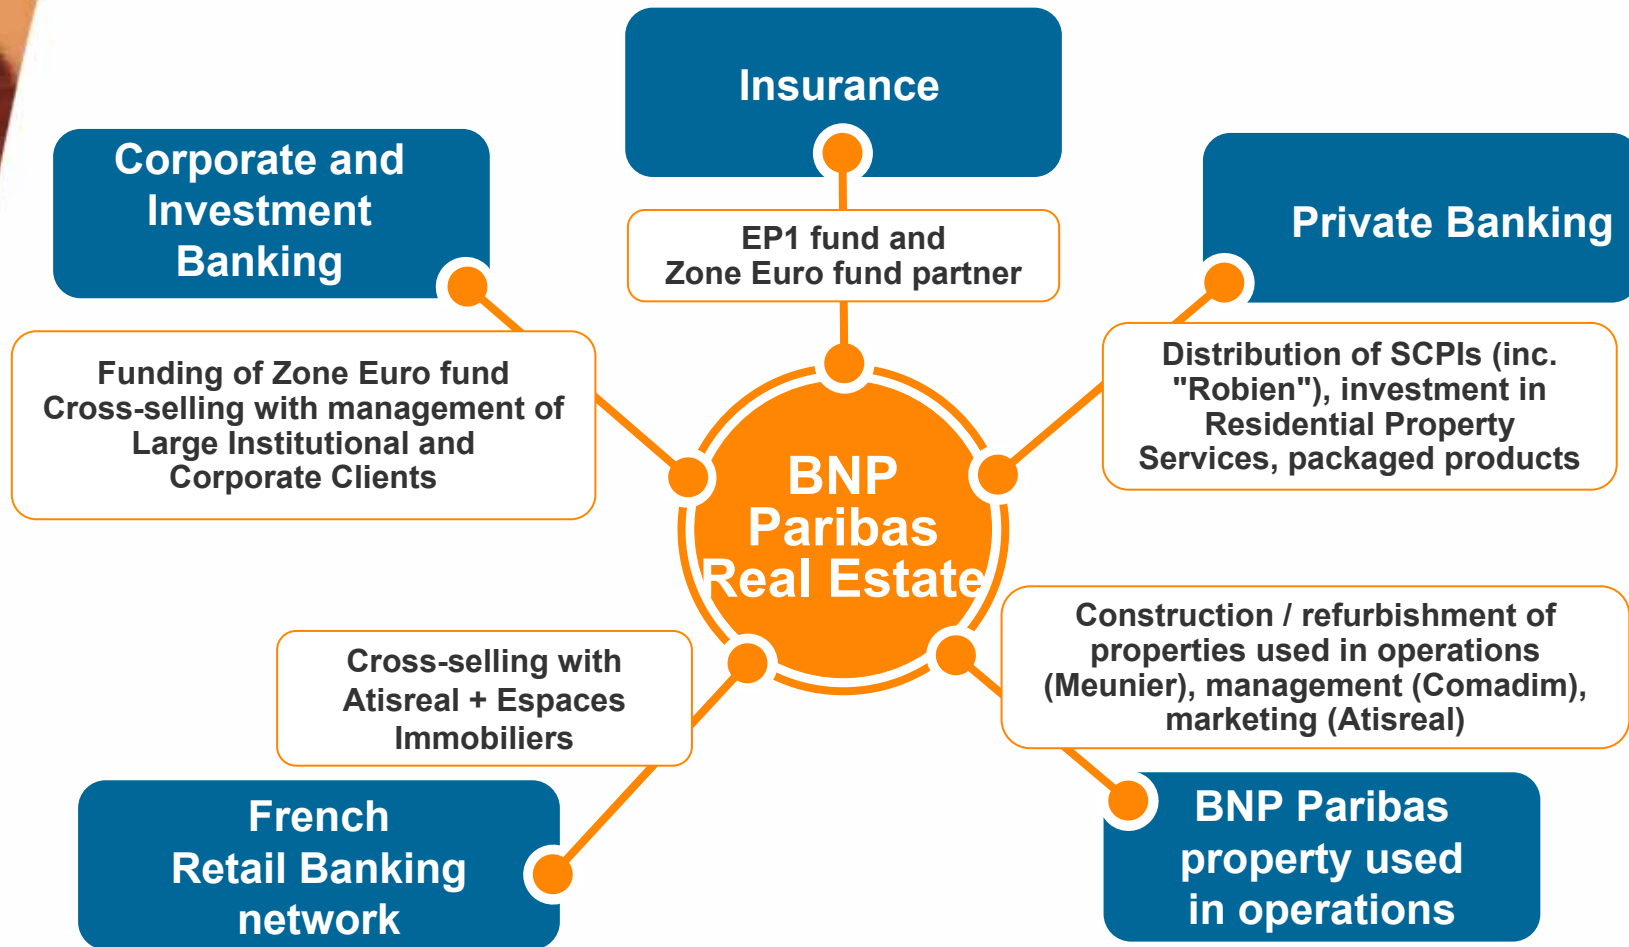 Insurance
Corporate and
Investment
Banking
Private Banking
EP1 fund and
Zone Euro fund partner
Funding of Zone Euro fund
Cross-selling with management of
Large Institutional and
Corporate Clients
Distribution of SCPIs (inc.
"Robien"), investment in
Residential Property
Services, packaged products
BNP
Paribas
Real Estate
Cross-selling with
Atisreal + Espaces
Immobiliers
Construction / refurbishment of
properties used in operations
(Meunier), management (Comadim),
marketing (Atisreal)
French
Retail Banking
network
BNP Paribas
property used
in operations